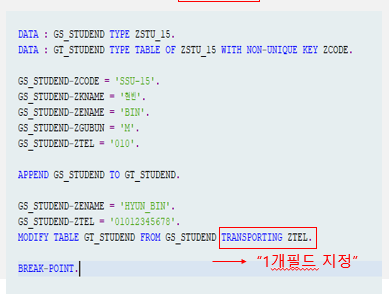 DATA : GS_STUDEND TYPE ZSTU_15.
DATA : GT_STUDEND TYPE TABLE OF ZSTU_15 WITH NON-UNIQUE KEY ZCODE.
GS_STUDEND-ZCODE = 'SSU-15'.
GS_STUDEND-ZKNAME = '현빈'.
GS_STUDEND-ZENAME = 'BIN'.
GS_STUDEND-ZGUBUN = 'M'.
GS_STUDEND-ZTEL = '010'.
APPEND GS_STUDEND TO GT_STUDEND.
GS_STUDEND-ZENAME = 'HYUN_BIN'.
GS_STUDEND-ZTEL = '01012345678'.
MODIFY TABLE GT_STUDEND FROM GS_STUDEND TRANSPORTING ZTEL.
"1개필드 지정"
BREAK-POINT.